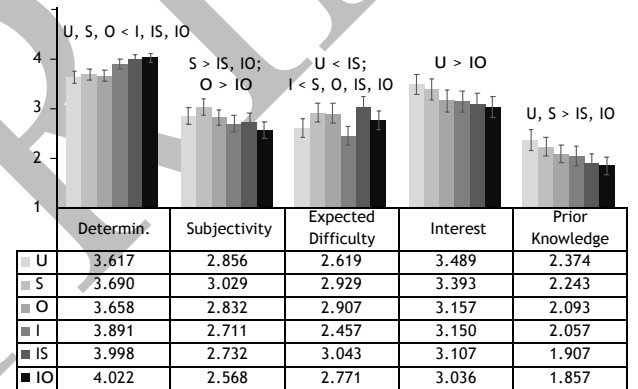 U, S, O < I, IS, IO
S > IS, IO;
O > IO
U < IS;
I < S, O, IS, IO
U > IO
U, S > IS, IO
4
3
2
1
Determin. Subjectivity Expected Difficulty Interest Prior Knowledge
U 3.617 2.856 2.619 3.489 2.374
S 3.690 3.029 2.929 3.393 2.243
O 3.658 2.832 2.907 3.157 2.093
I 3.891 2.711 2.457 3.150 2.057
IS 3.998 2.732 3.043 3.107 1.907
IO 4.022 2.568 2.771 3.036 1.857